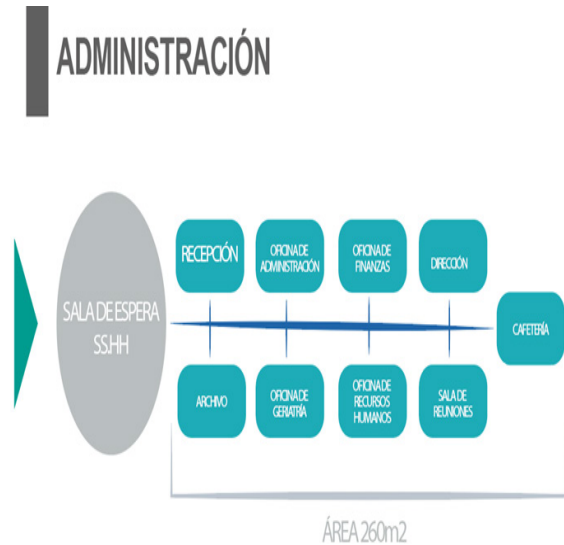 ADMINISTRACIÓN
SALA DE ESPERA
SS.HH
RECEPCIÓN
OFICINA DE
ADMINISTRACIÓN
OFICINA DE
FINANZAS
DIRECCIÓN
CAFETERÍA
ARCHIVO
OFICINA DE
GERIATRÍA
OFICINA DE
RECURSOS
HUMANOS
SALA DE
REUNIONES
ÁREA 260m2